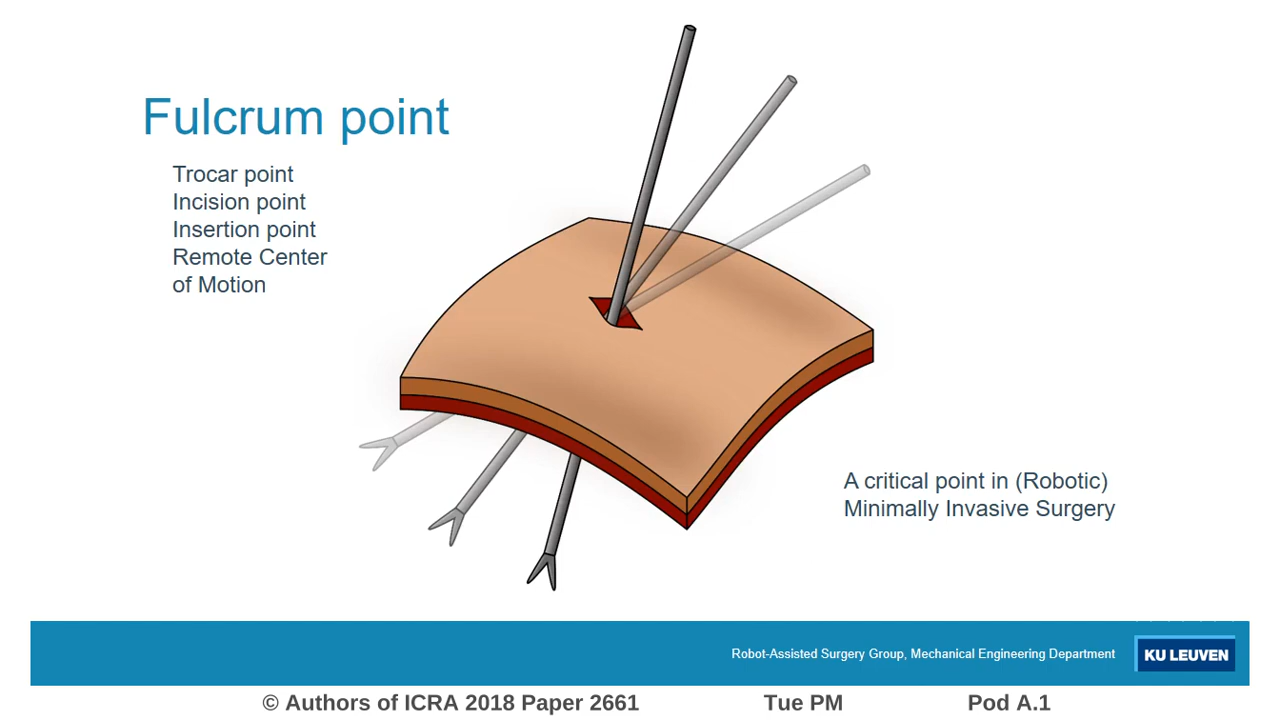 Fulcrum point
Trocar point
Incision point
Insertion point
Remote Center
of Motion
A critical point in (Robotic)
Minimally Invasive Surgery
Robot-Assisted Surgery Group, Mechanical Engineering Department
KU LEUVEN
© Authors of ICRA 2018 Paper 2661 Tue PM Pod A.1